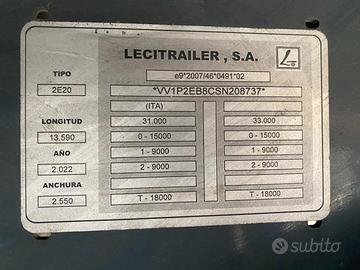 LECITRAILER , S.A.
TIPO
e9*2007/46*0491*02
2E20
*VV1P2EB8CSN208737*
(ITA)
LONGITUD
31.000 33.000
13.590
0 - 15000 0 - 15000
AÑO
1 - 9000 1 - 9000
2.022
2 - 9000 2 - 9000
ANCHURA
2.550
T - 18000 T - 18000
subito